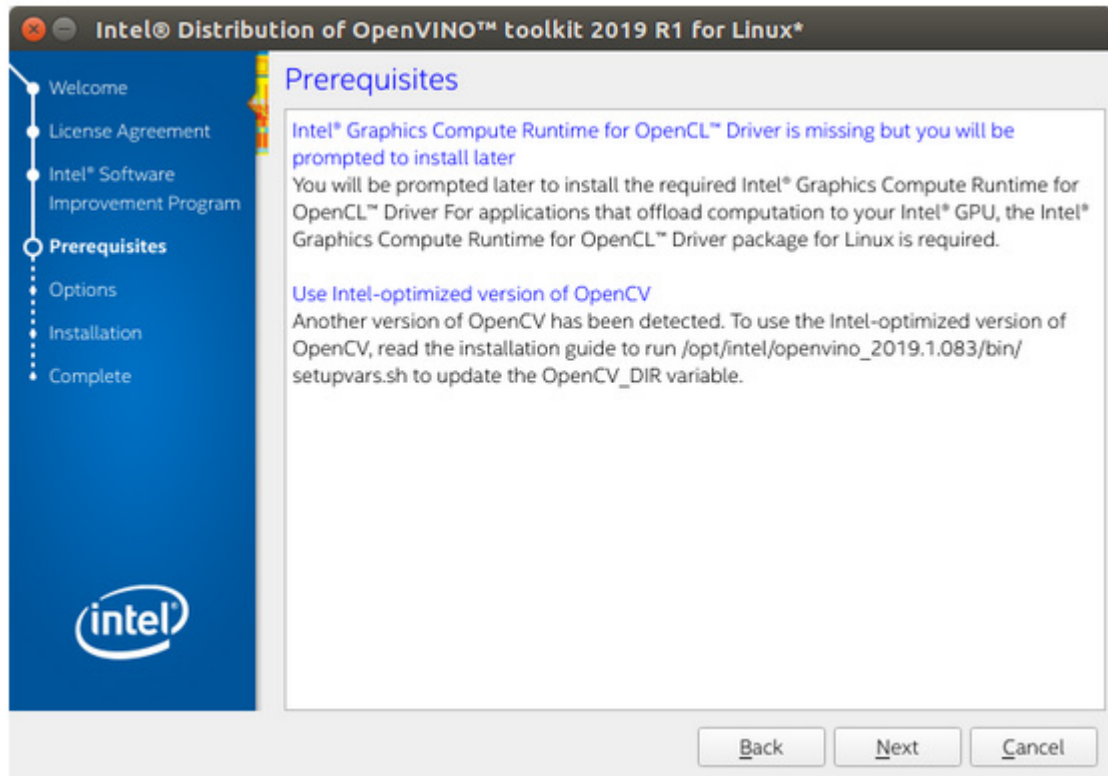 Intel® Distribution of OpenVINO™ toolkit 2019 R1 for Linux*
Welcome
License Agreement
Intel® Software
Improvement Program
Prerequisites
Options
Installation
Complete
intel®
Prerequisites
Intel® Graphics Compute Runtime for OpenCL™ Driver is missing but you will be
prompted to install later
You will be prompted later to install the required Intel® Graphics Compute Runtime for
OpenCL™ Driver For applications that offload computation to your Intel® GPU, the Intel®
Graphics Compute Runtime for OpenCL™ Driver package for Linux is required.
Use Intel-optimized version of OpenCV
Another version of OpenCV has been detected. To use the Intel-optimized version of
OpenCV, read the installation guide to run /opt/intel/openvino_2019.1.083/bin/
setupvars.sh to update the OpenCV_DIR variable.
Back
Next
Cancel